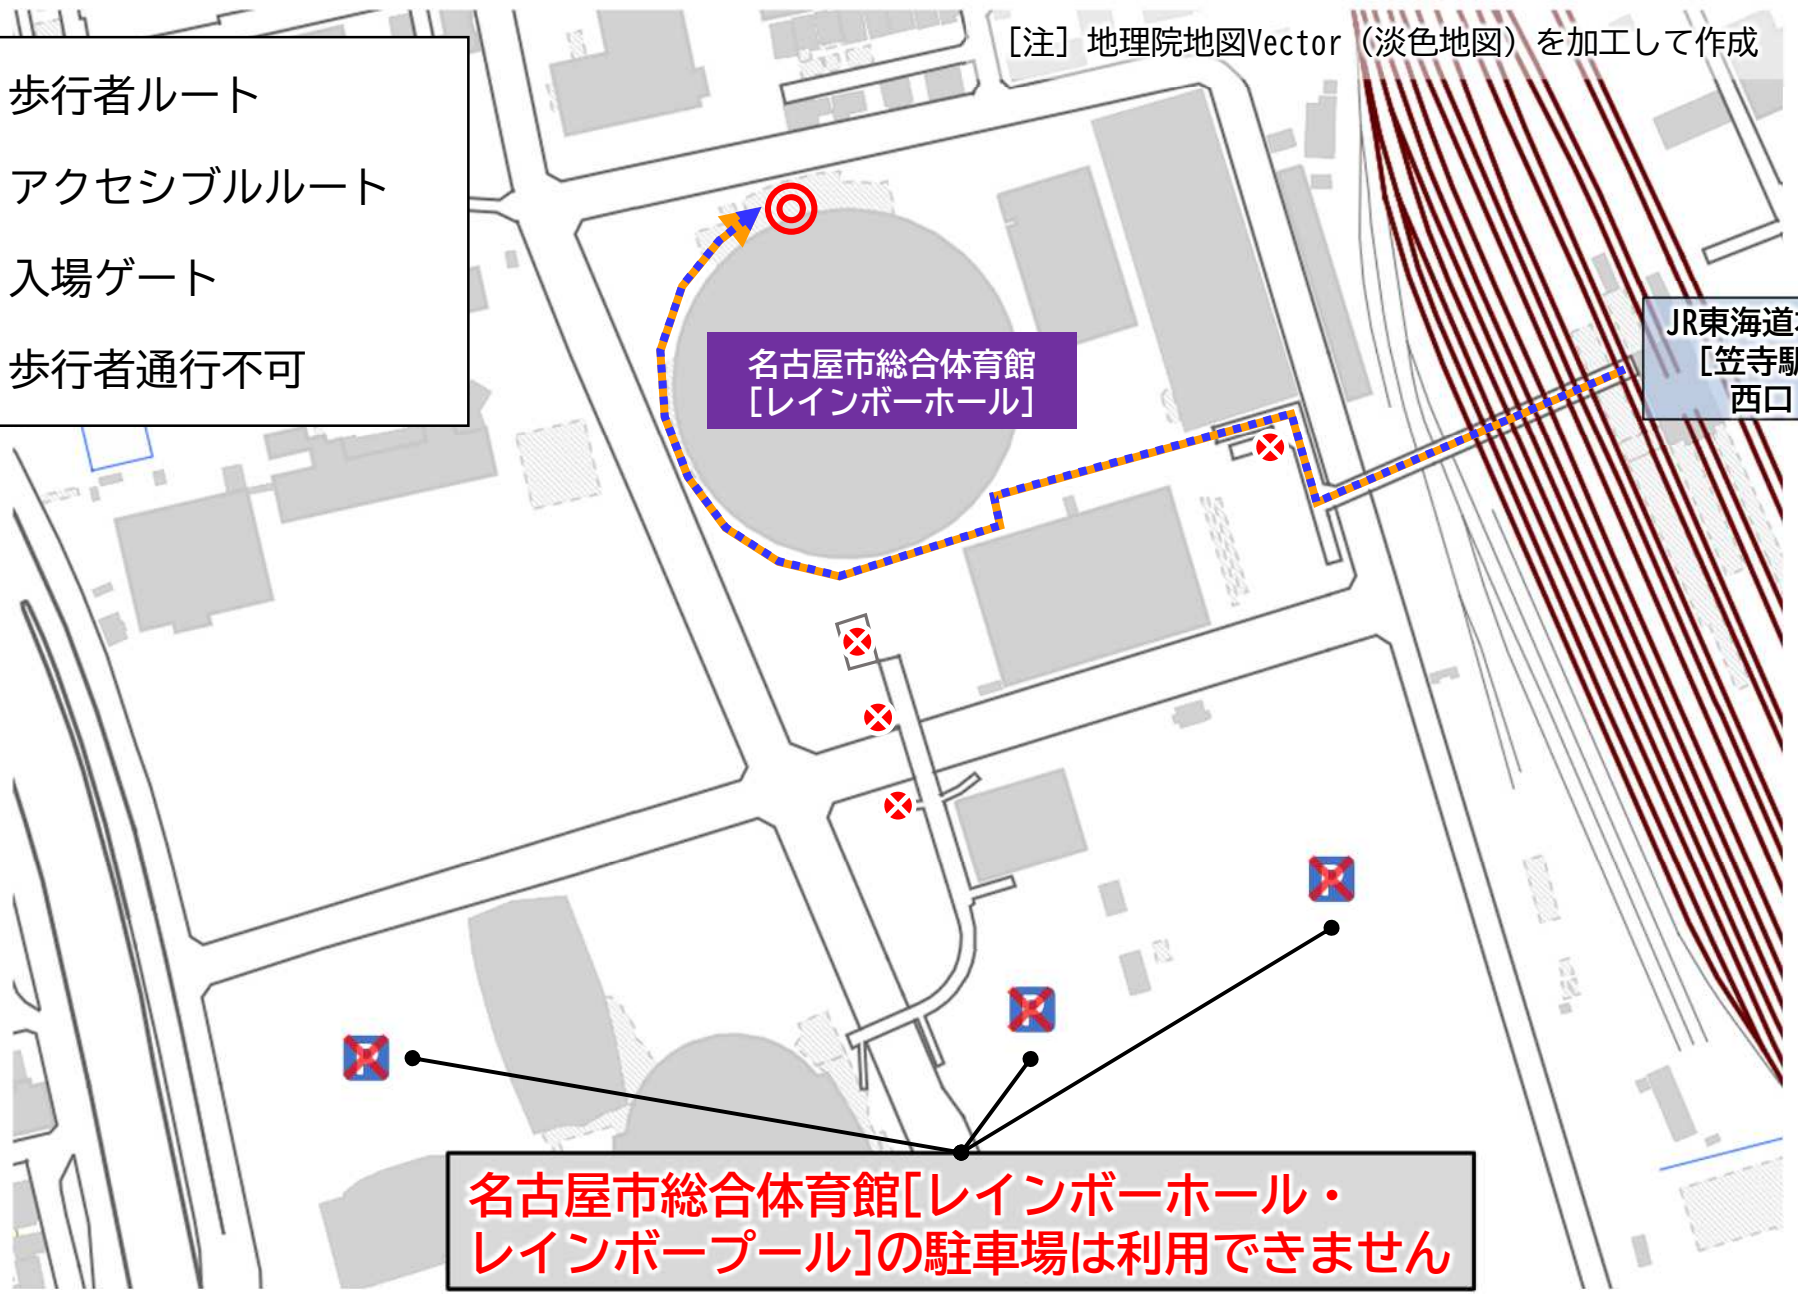 [注] 地理院地図Vector（淡色地図）を加工して作成
歩行者ルート
アクセシブルルート
入場ゲート
歩行者通行不可
名古屋市総合体育館
[レインボーホール]
JR東海道
[笠寺駅
西口
名古屋市総合体育館[レインボーホール・
レインボープール]の駐車場は利用できません